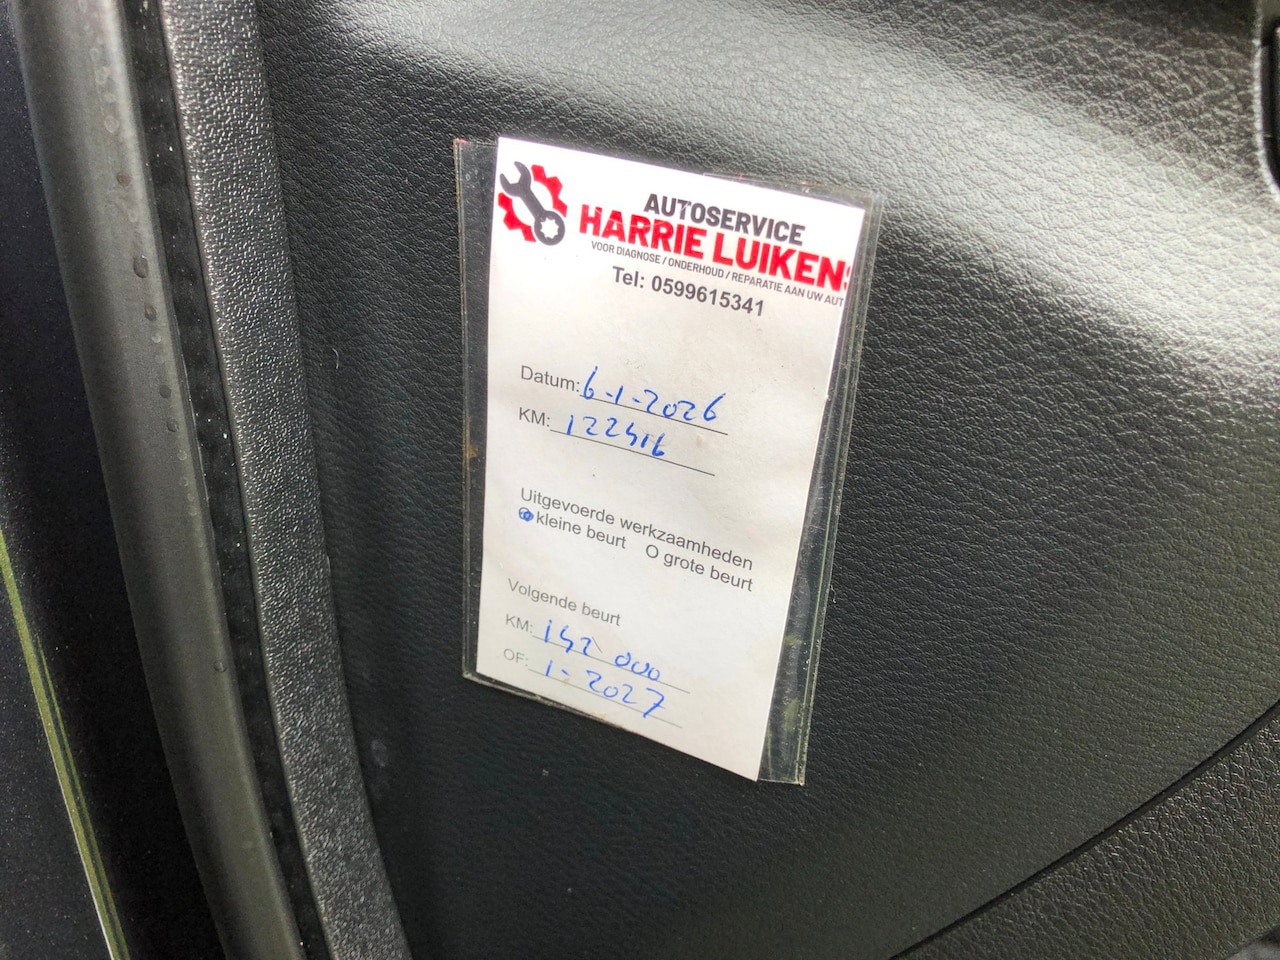 AUTOSERVICE
HARRIE LUIKENS
VOOR DIAGNOSE / ONDERHOUD / REPARATIE AAN UW AUT
Tel: 0599615341
Datum: 6-1-2026
KM: 122416
Uitgevoerde werkzaamheden
kleine beurt O grote beurt
Volgende beurt
KM: 142 000
OF: 1-2027